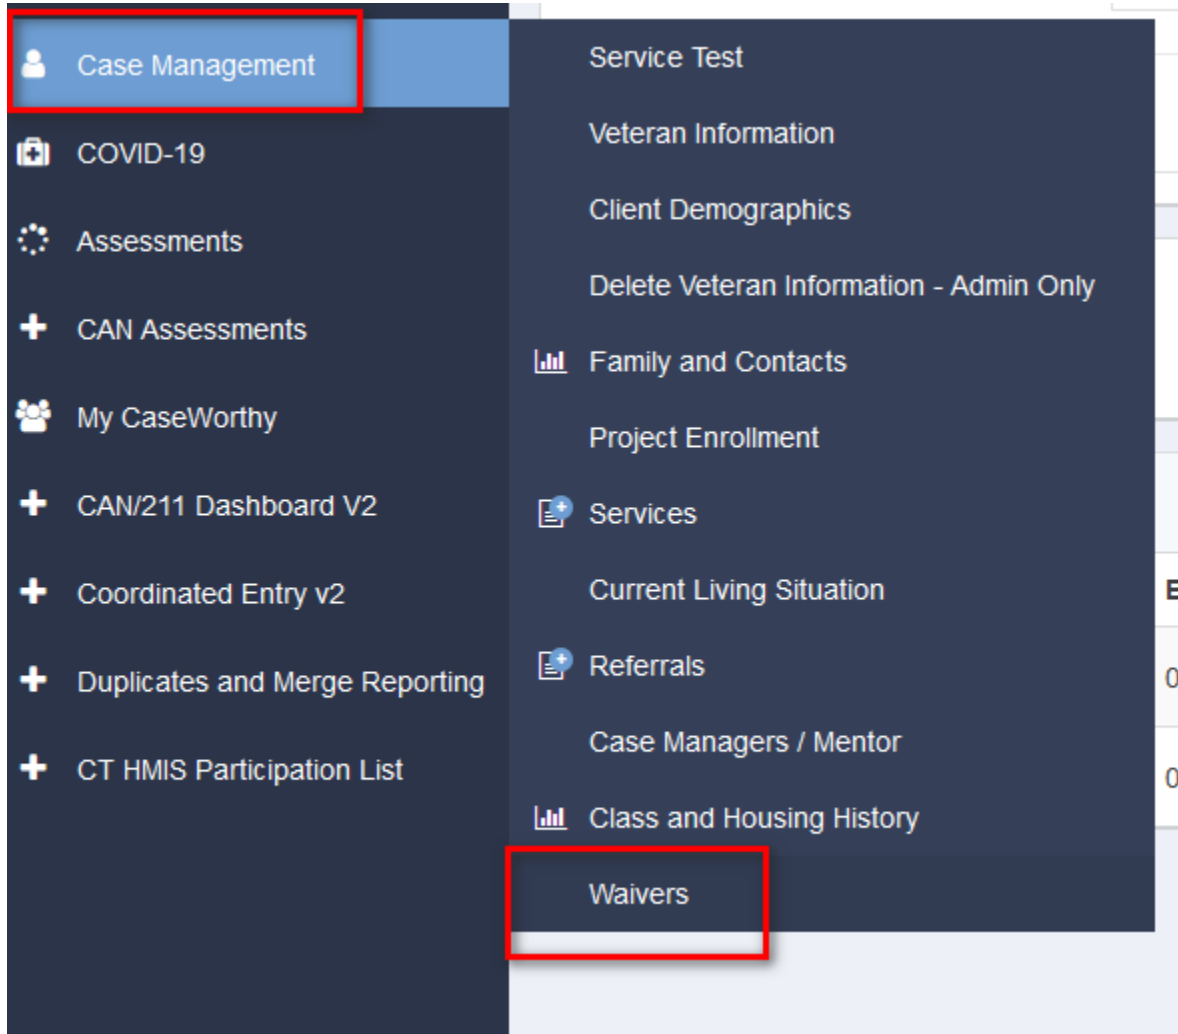 Case Management
COVID-19
Assessments
CAN Assessments
My CaseWorthy
CAN/211 Dashboard V2
Coordinated Entry v2
Duplicates and Merge Reporting
CT HMIS Participation List
Service Test
Veteran Information
Client Demographics
Delete Veteran Information - Admin Only
Family and Contacts
Project Enrollment
Services
Current Living Situation
Referrals
Case Managers / Mentor
Class and Housing History
Waivers